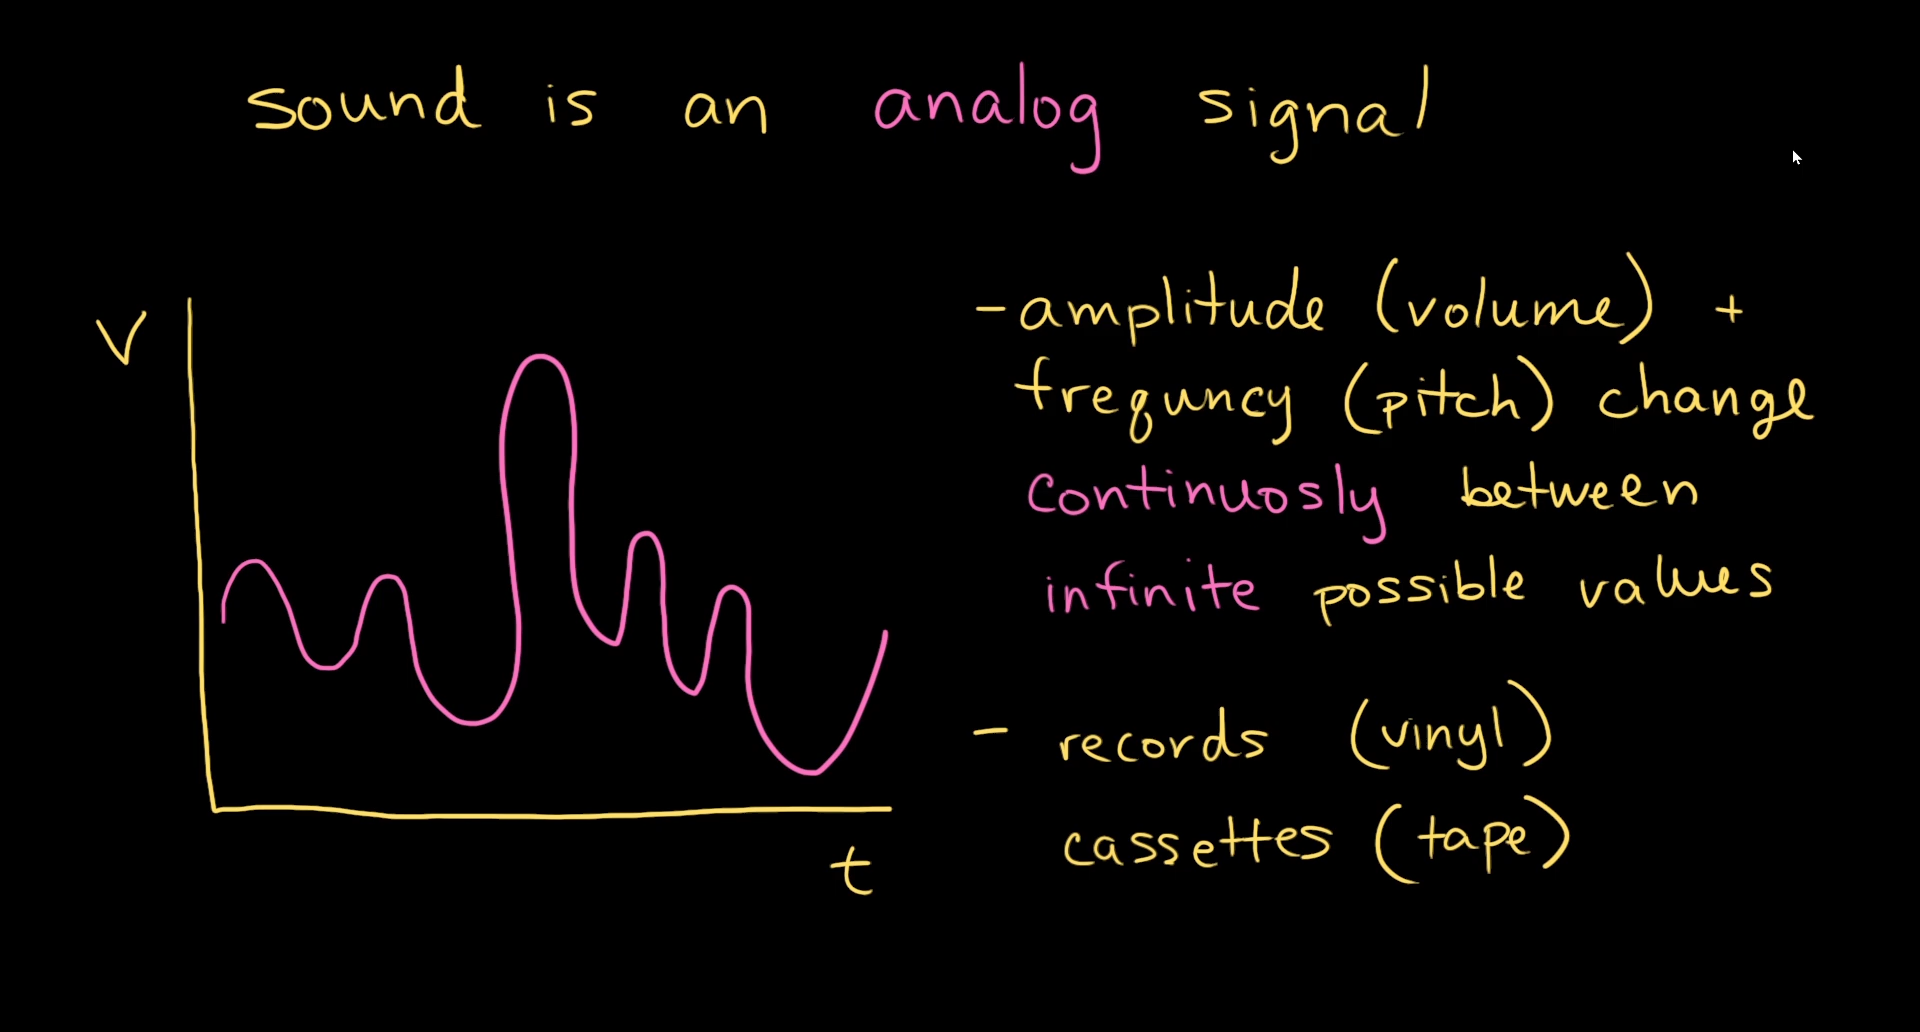 sound is an analog signal
V
- amplitude (volume) +
frequncy (pitch) change
continuosly between
infinite possible values
- records (vinyl)
cassettes (tape)
t